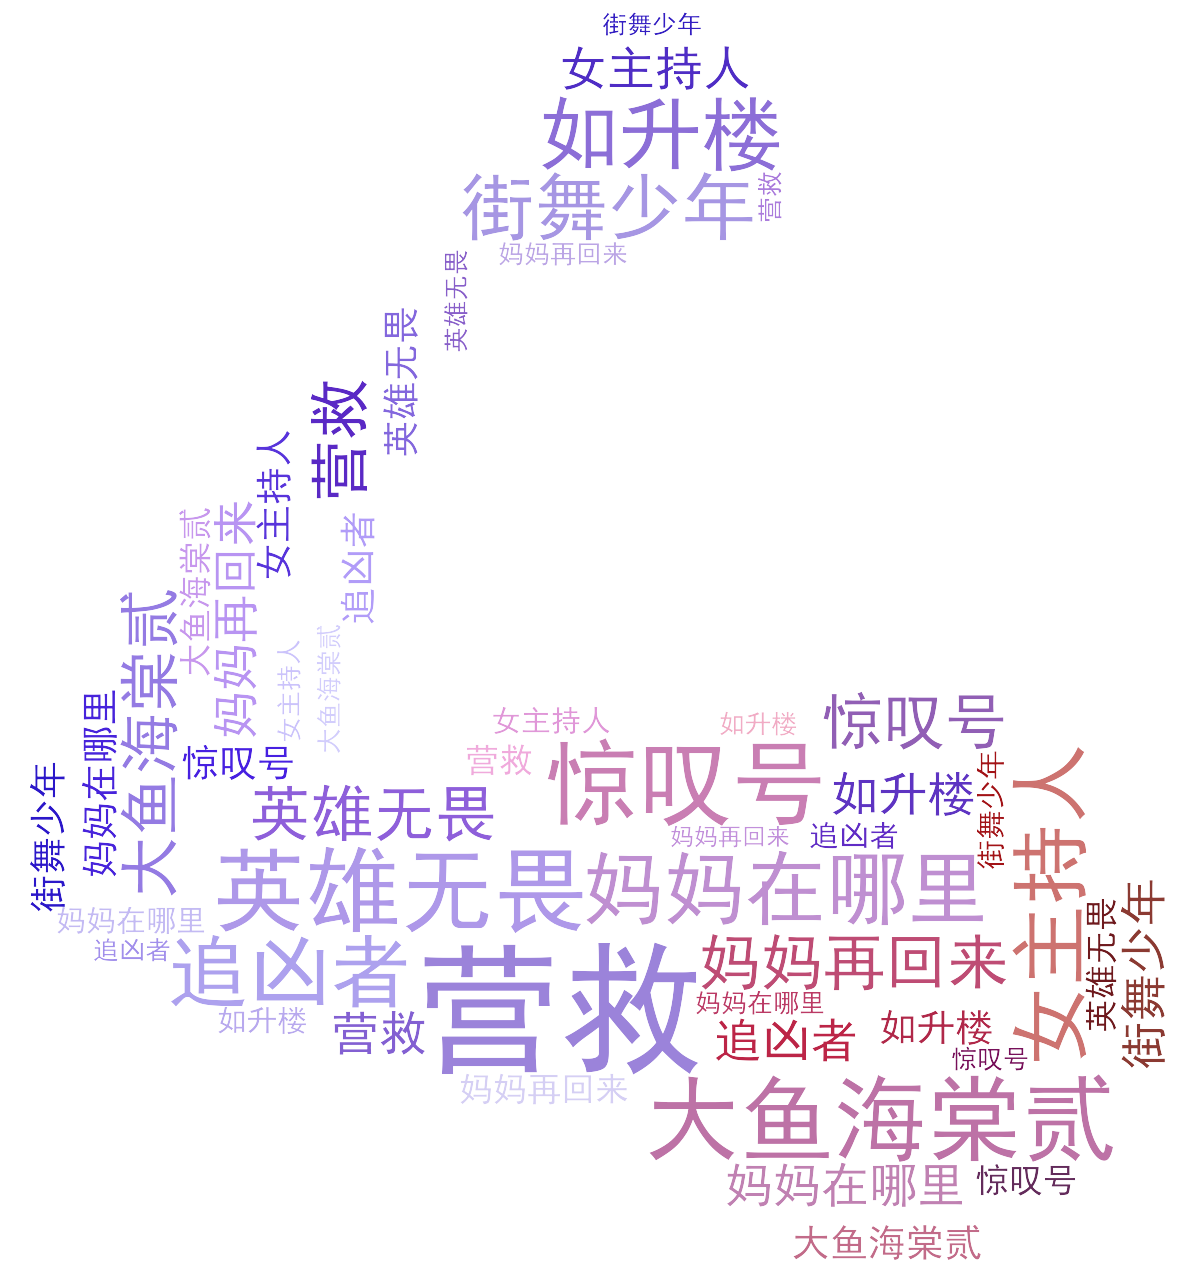 街舞少年
女主持人
如升楼
街舞少年
营救
妈妈再回来
英雄无畏
英雄无畏
营救
女主持人
追凶者
大鱼海棠贰
妈妈再回来
大鱼海棠贰
女主持人
大鱼海棠贰
妈妈在哪里
街舞少年
惊叹号
女主持人
如升楼
惊叹号
营救
惊叹号
如升楼
街舞少年
女主持人
英雄无畏
妈妈再回来
追凶者
英雄无畏
妈妈在哪里
妈妈在哪里
追凶者
追凶者
营救
妈妈再回来
英雄无畏
街舞少年
妈妈在哪里
如升楼
营救
追凶者
如升楼
惊叹号
妈妈再回来
大鱼海棠贰
妈妈在哪里
惊叹号
大鱼海棠贰